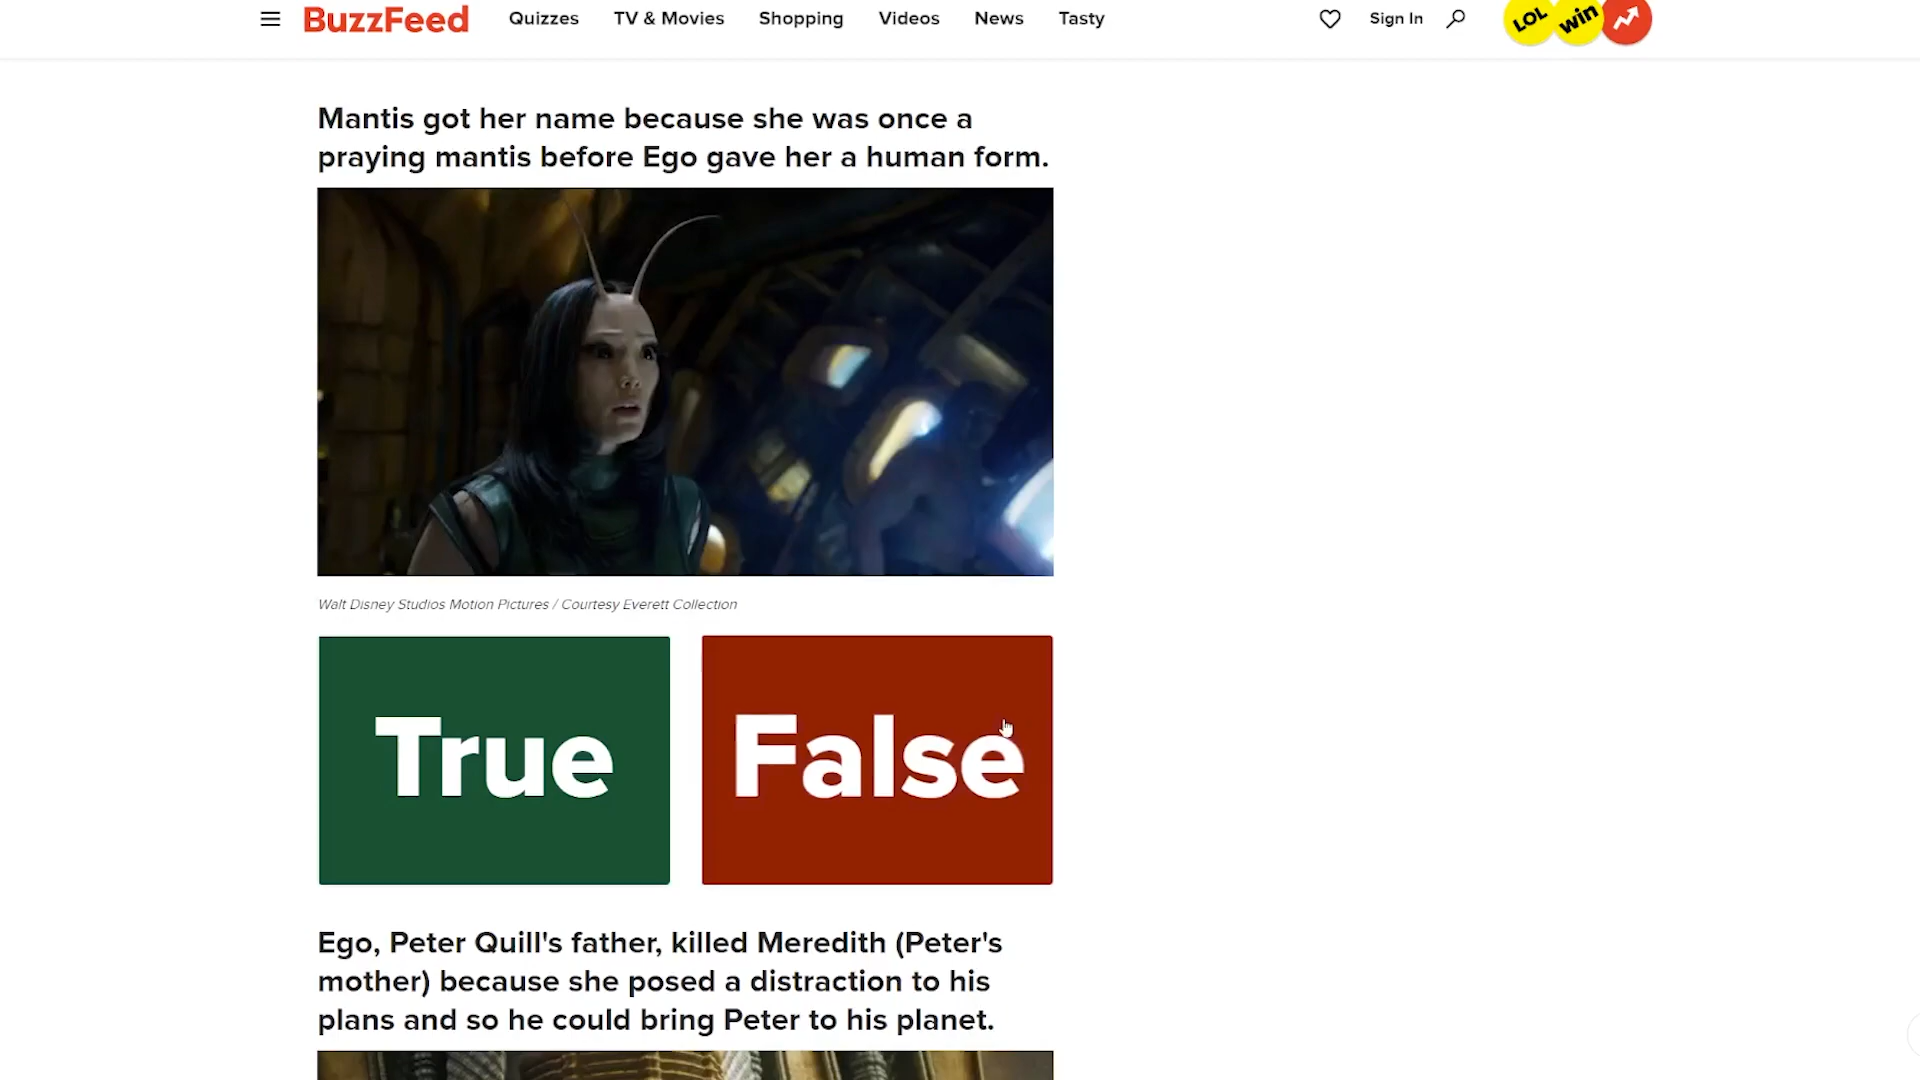 BuzzFeed Quizzes TV & Movies Shopping Videos News Tasty Sign In LOL win
Mantis got her name because she was once a
praying mantis before Ego gave her a human form.
Walt Disney Studios Motion Pictures / Courtesy Everett Collection
True False
Ego, Peter Quill's father, killed Meredith (Peter's
mother) because she posed a distraction to his
plans and so he could bring Peter to his planet.